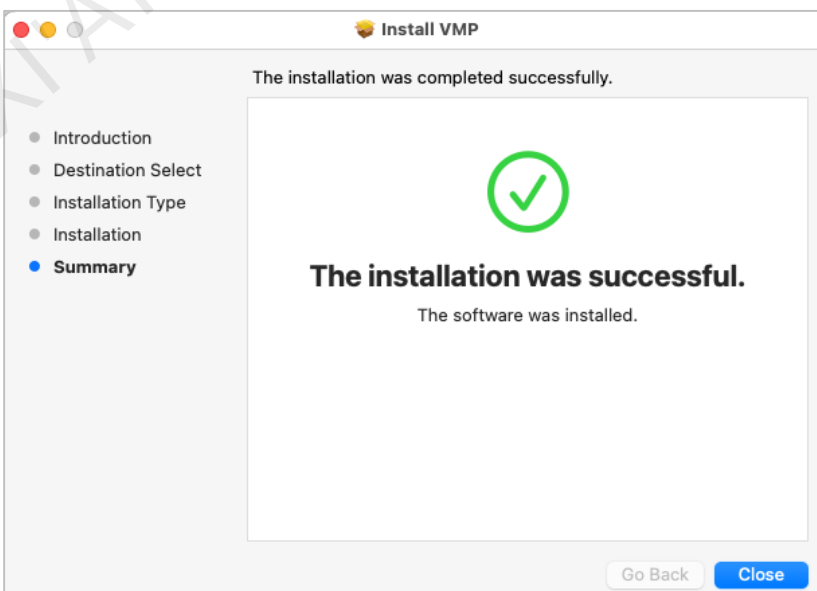 Install VMP
The installation was completed successfully.
Introduction
Destination Select
Installation Type
Installation
Summary
The installation was successful.
The software was installed.
Go Back
Close